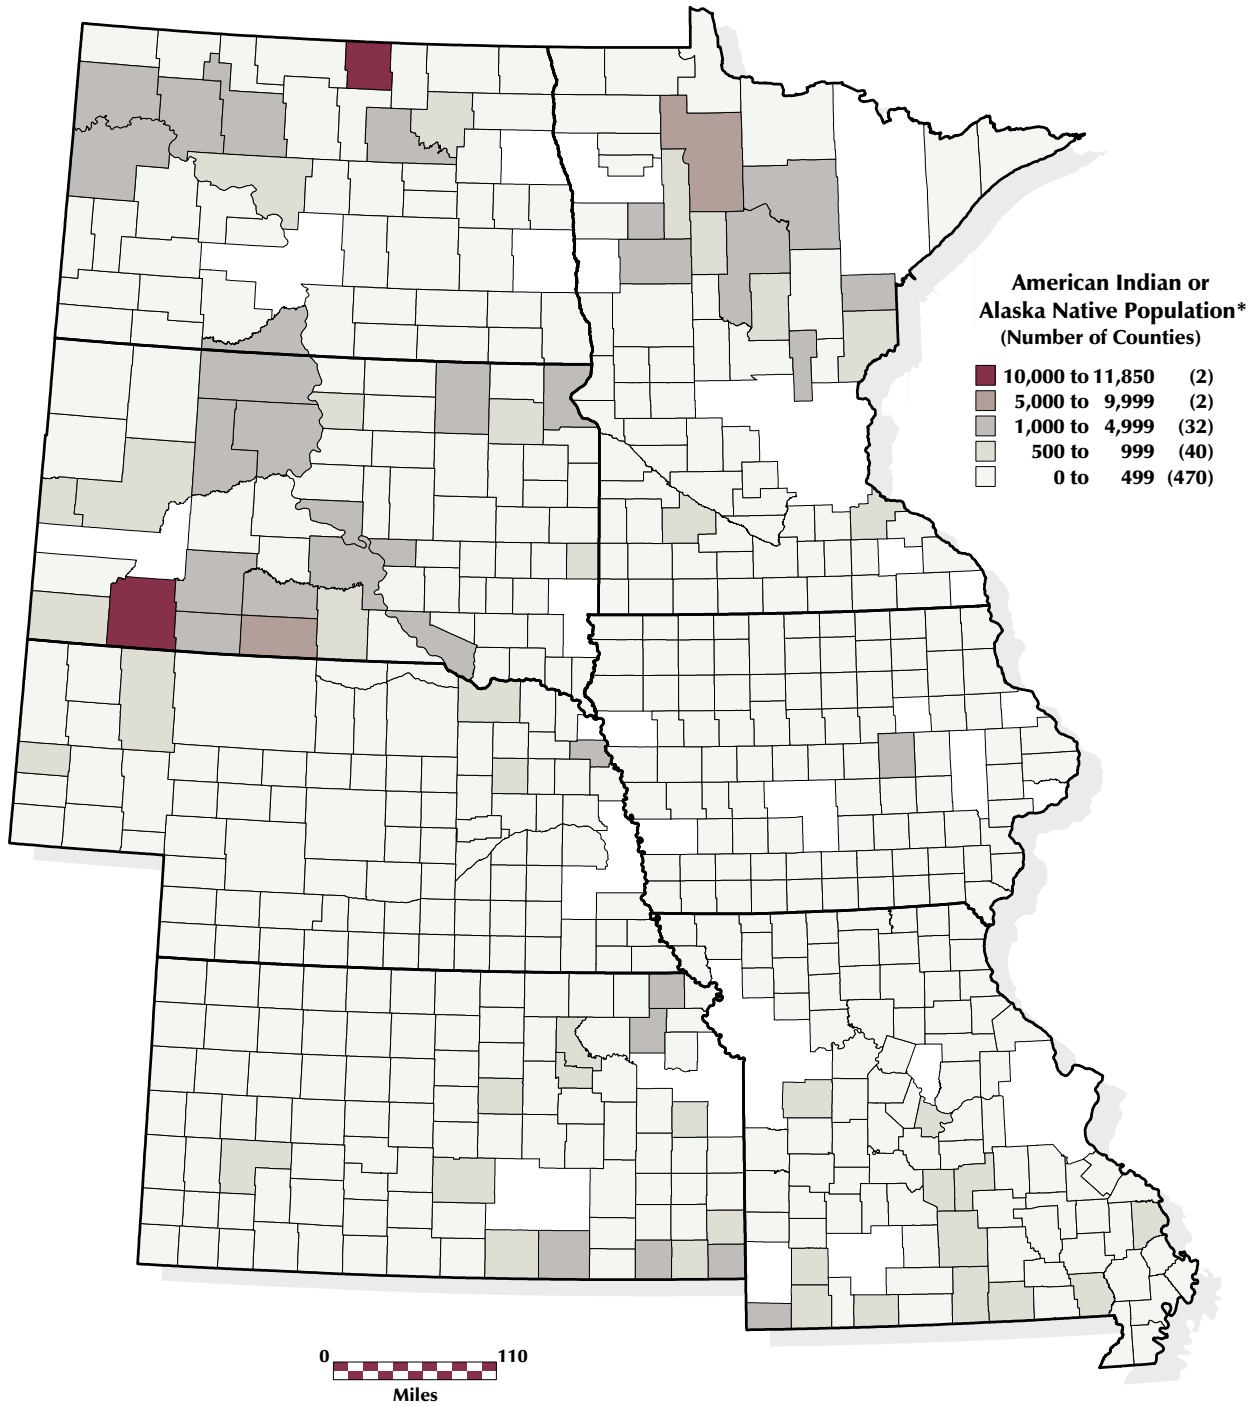 American Indian or
Alaska Native Population*
(Number of Counties)
10,000 to 11,850 (2)
5,000 to 9,999 (2)
1,000 to 4,999 (32)
500 to 999 (40)
0 to 499 (470)
0 110
Miles